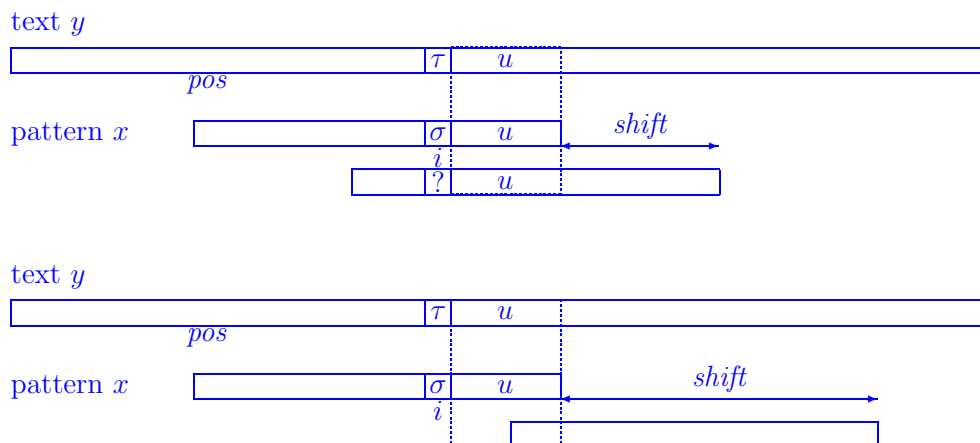 text y
τ u
pos
pattern x σ u shift
i
? u
text y
τ u
pos
pattern x σ u shift
i